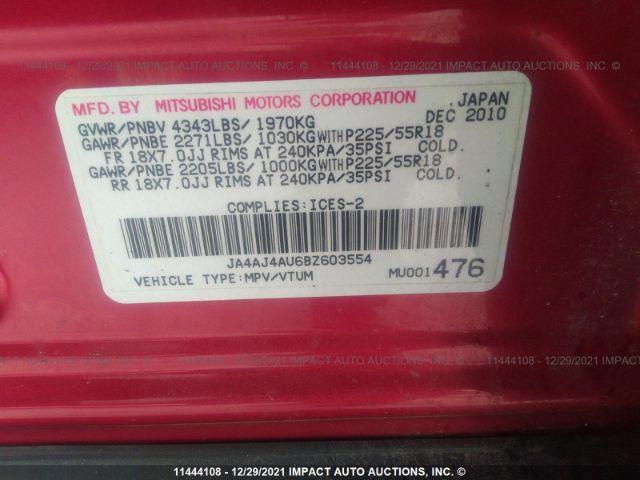 11444108 - 12/29/2021 IMPACT AUTO AUCTIONS, INC. ©
MFD. BY MITSUBISHI MOTORS CORPORATION ,JAPAN
GVWR/PNBV 4343LBS/1970KG DEC 2010
GAWR/PNBE 2271LBS/1030KG WITH P225/55R18
FR 18X7.0JJ RIMS AT 240KPA/35PSI COLD.
GAWR/PNBE 2205LBS/1000KG WITH P225/55R18
RR 18X7.0JJ RIMS AT 240KPA/35PSI COLD.
COMPLIES:ICES-2
JA4AJ4AU6BZ603554
VEHICLE TYPE:MPV/VTUM MU001476
11444108 - 12/29/2021 IMPACT AUTO AUCTIONS, INC. ©
11444108 - 12/29/2021 IMPACT AUTO AUCTIONS, INC. ©